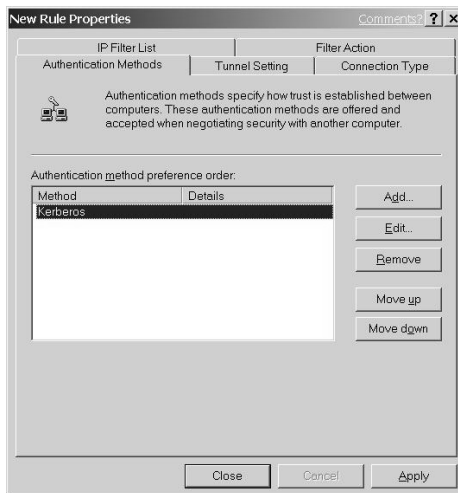 New Rule Properties
Comments? ? x
IP Filter List
Filter Action
Authentication Methods
Tunnel Setting
Connection Type
Authentication methods specify how trust is established between
computers. These authentication methods are offered and
accepted when negotiating security with another computer.
Authentication method preference order:
Method
Details
Kerberos
Add...
Edit...
Remove
Move up
Move down
Close
Cancel
Apply